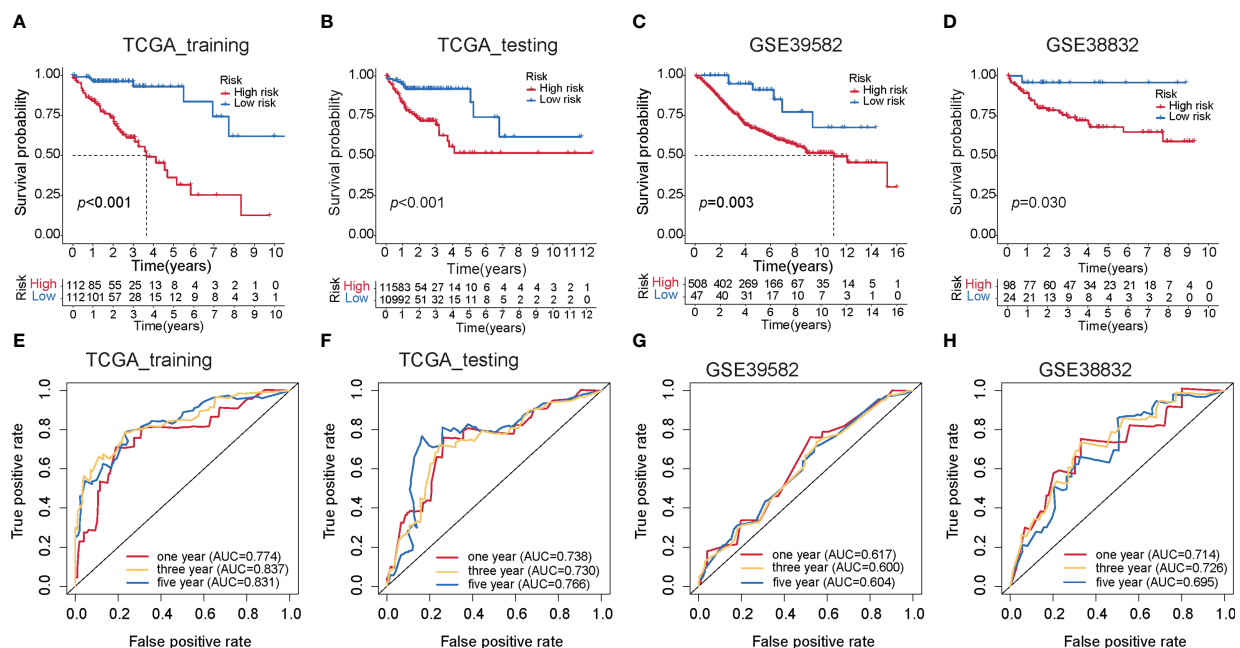 A
TCGA_training
1.00
0.75
0.50
0.25
0.00
Survival probability
Risk
High risk
Low risk
p<0.001
0 1 2 3 4 5 6 7 8 9 10
Time(years)
Risk
High 112 85 55 25 13 8 4 3 2 1 0
Low 112 101 57 28 15 12 9 8 4 3 1
0 1 2 3 4 5 6 7 8 9 10
Time(years)
B
TCGA_testing
1.00
0.75
0.50
0.25
0.00
Survival probability
Risk
High risk
Low risk
p<0.001
0 1 2 3 4 5 6 7 8 9 10 11 12
Time(years)
Risk
High 11583 54 27 14 10 6 4 4 4 3 2 1
Low 10992 51 32 15 11 8 5 2 2 2 2 0
0 1 2 3 4 5 6 7 8 9 10 11 12
Time(years)
C
GSE39582
1.00
0.75
0.50
0.25
0.00
Survival probability
Risk
High risk
Low risk
p=0.003
0 2 4 6 8 10 12 14 16
Time(years)
Risk
High 508 402 269 166 67 35 14 5 1
Low 47 40 31 17 10 7 3 1 0
0 2 4 6 8 10 12 14 16
Time(years)
D
GSE38832
1.00
0.75
0.50
0.25
0.00
Survival probability
Risk
High risk
Low risk
p=0.030
0 1 2 3 4 5 6 7 8 9 10
Time(years)
Risk
High 98 77 60 47 34 23 21 18 7 4 0
Low 24 21 13 9 8 6 4 2 2 0 0
0 1 2 3 4 5 6 7 8 9 10
Time(years)
E
TCGA_training
1.0
0.8
0.6
0.4
0.2
0.0
True positive rate
one year (AUC=0.774)
three year (AUC=0.837)
five year (AUC=0.831)
0.0 0.2 0.4 0.6 0.8 1.0
False positive rate
F
TCGA_testing
1.0
0.8
0.6
0.4
0.2
0.0
True positive rate
one year (AUC=0.738)
three year (AUC=0.730)
five year (AUC=0.766)
0.0 0.2 0.4 0.6 0.8 1.0
False positive rate
G
GSE39582
1.0
0.8
0.6
0.4
0.2
0.0
True positive rate
one year (AUC=0.617)
three year (AUC=0.600)
five year (AUC=0.604)
0.0 0.2 0.4 0.6 0.8 1.0
False positive rate
H
GSE38832
1.0
0.8
0.6
0.4
0.2
0.0
True positive rate
one year (AUC=0.714)
three year (AUC=0.726)
five year (AUC=0.695)
0.0 0.2 0.4 0.6 0.8 1.0
False positive rate